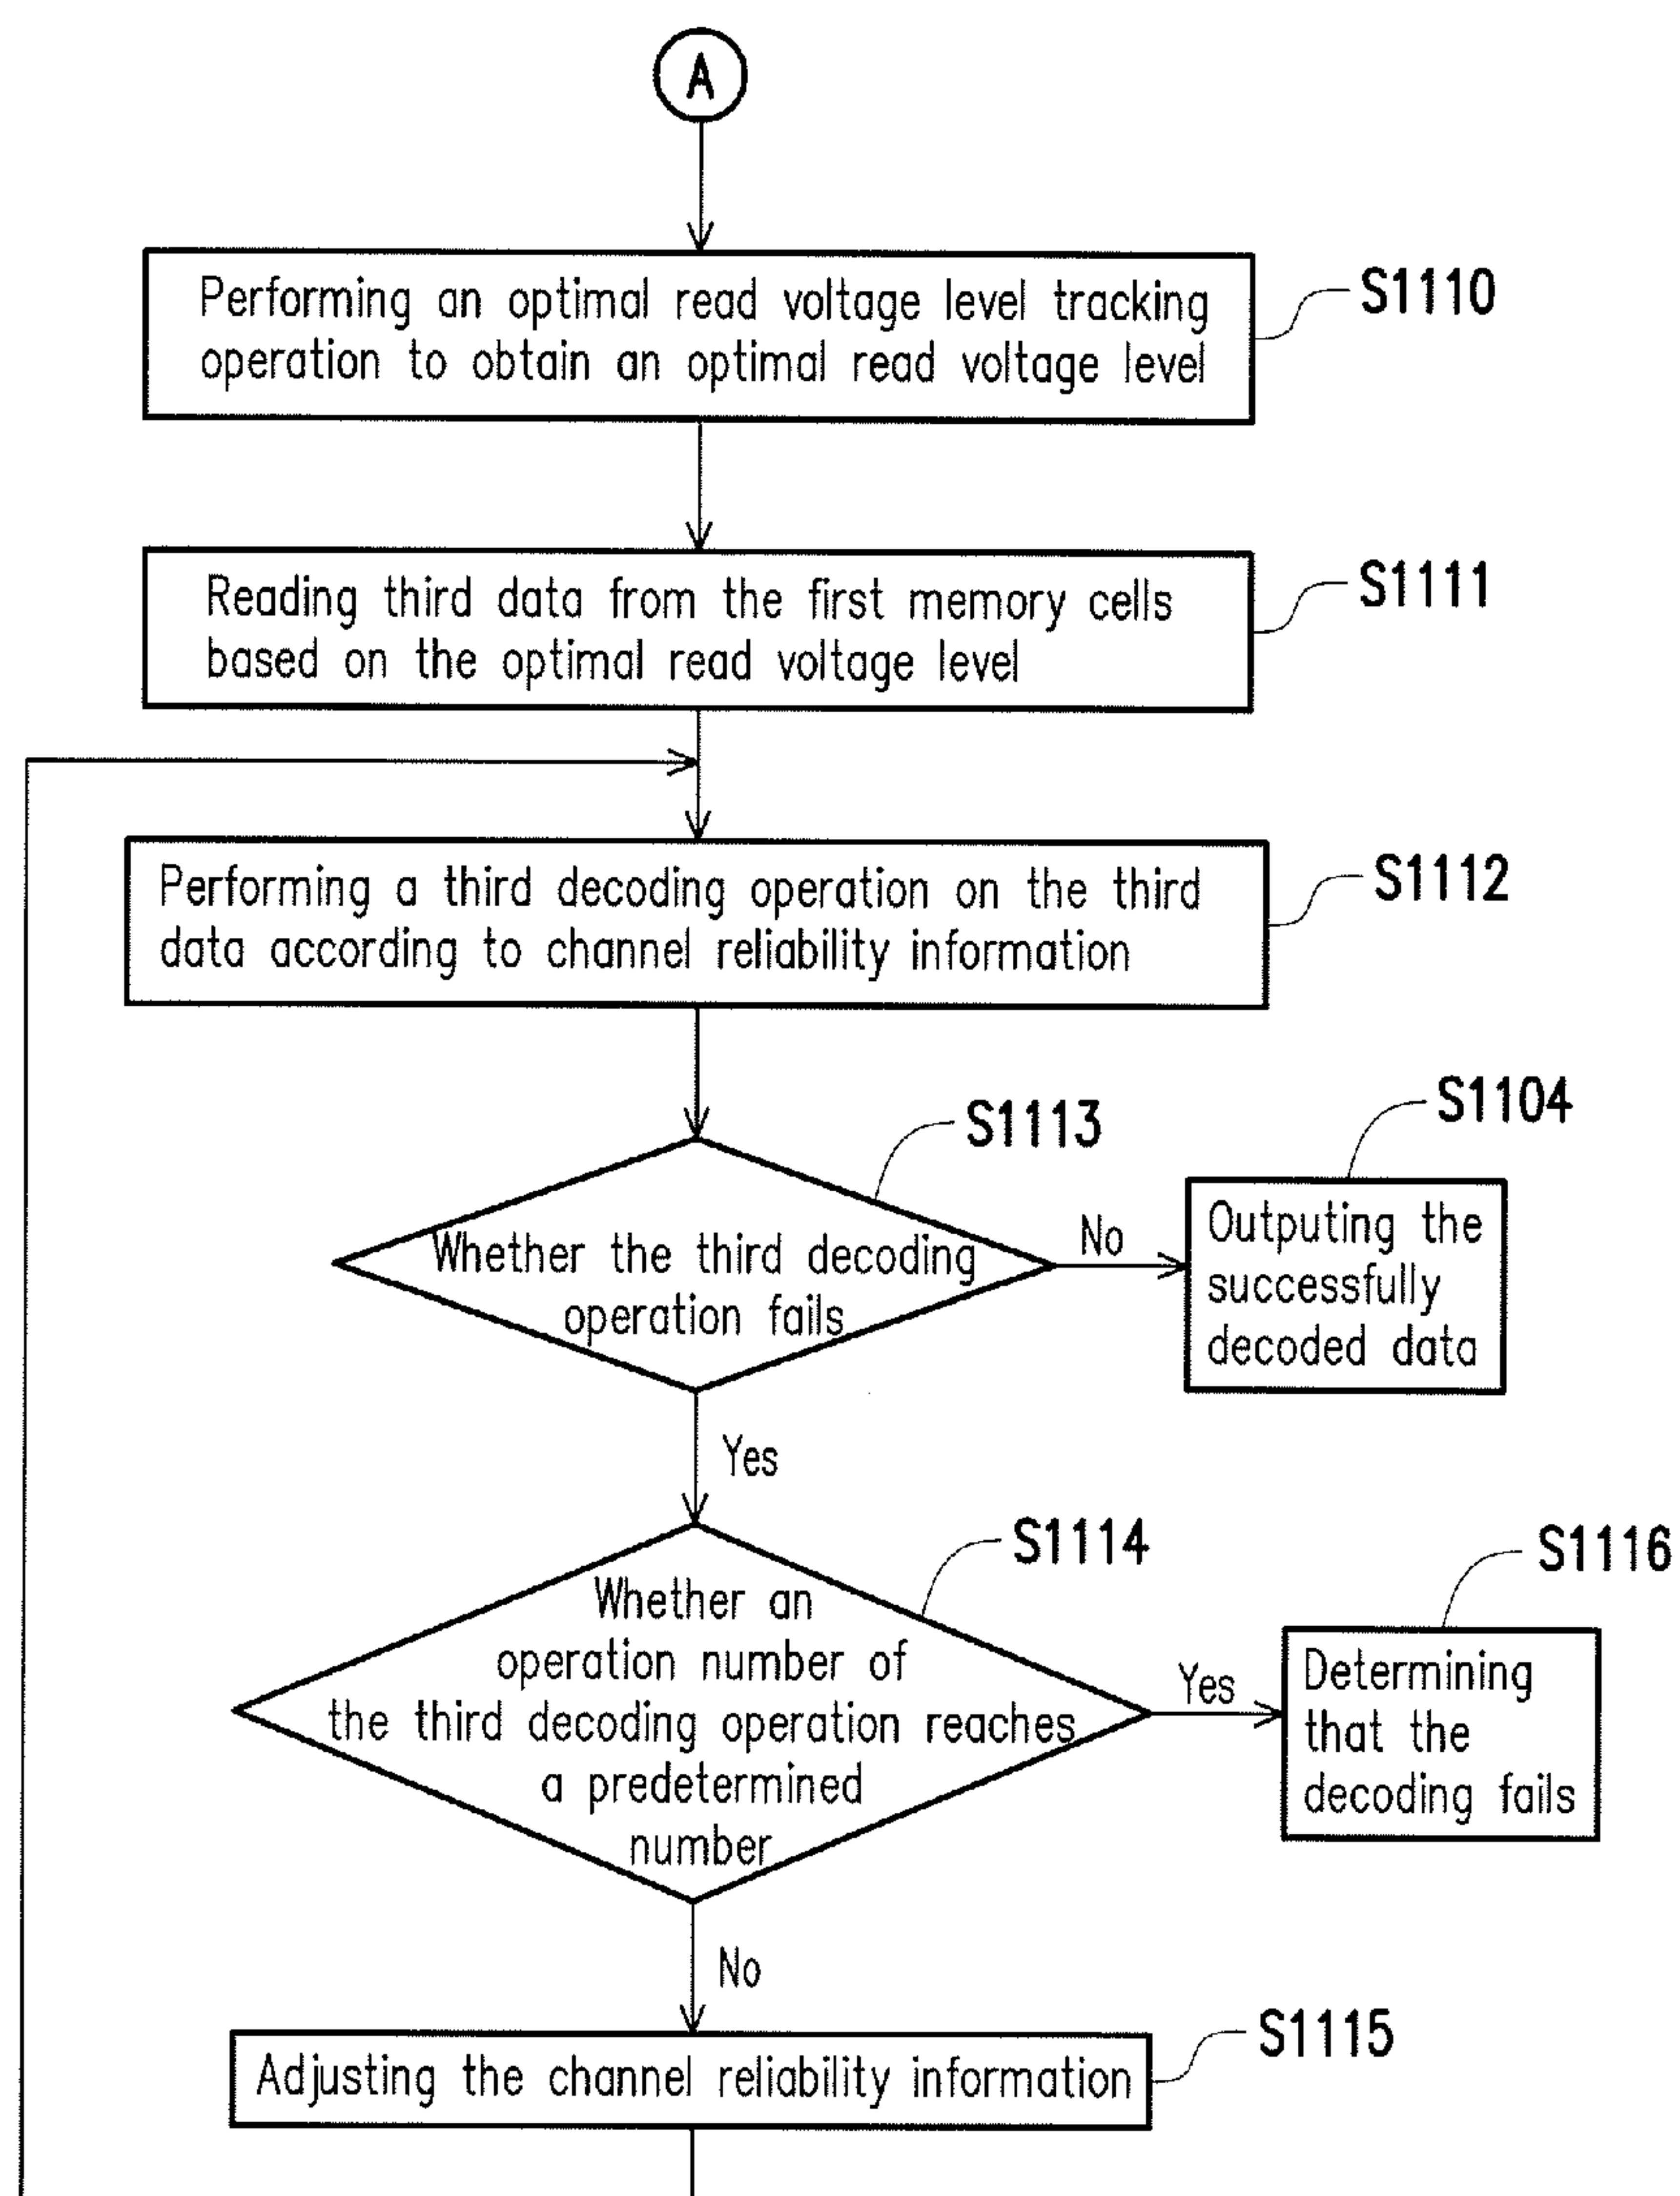 A
Performing an optimal read voltage level tracking
operation to obtain an optimal read voltage level
S1110
Reading third data from the first memory cells
based on the optimal read voltage level
S1111
Performing a third decoding operation on the third
data according to channel reliability information
S1112
S1113
Whether the third decoding
operation fails
No
S1104
Outputing the
successfully
decoded data
Yes
S1114
Whether an
operation number of
the third decoding operation reaches
a predetermined
number
Yes
S1116
Determining
that the
decoding fails
No
Adjusting the channel reliability information
S1115